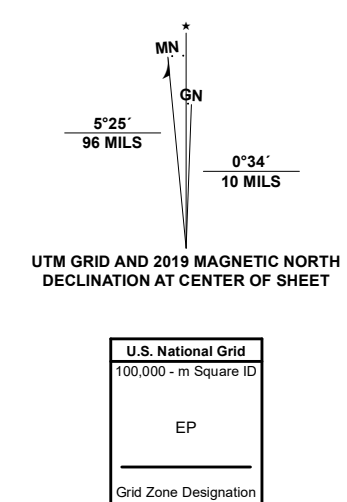 ★
MN
GN
5°25´
96 MILS
0°34´
10 MILS
UTM GRID AND 2019 MAGNETIC NORTH
DECLINATION AT CENTER OF SHEET
U.S. National Grid
100,000 - m Square ID
EP
Grid Zone Designation